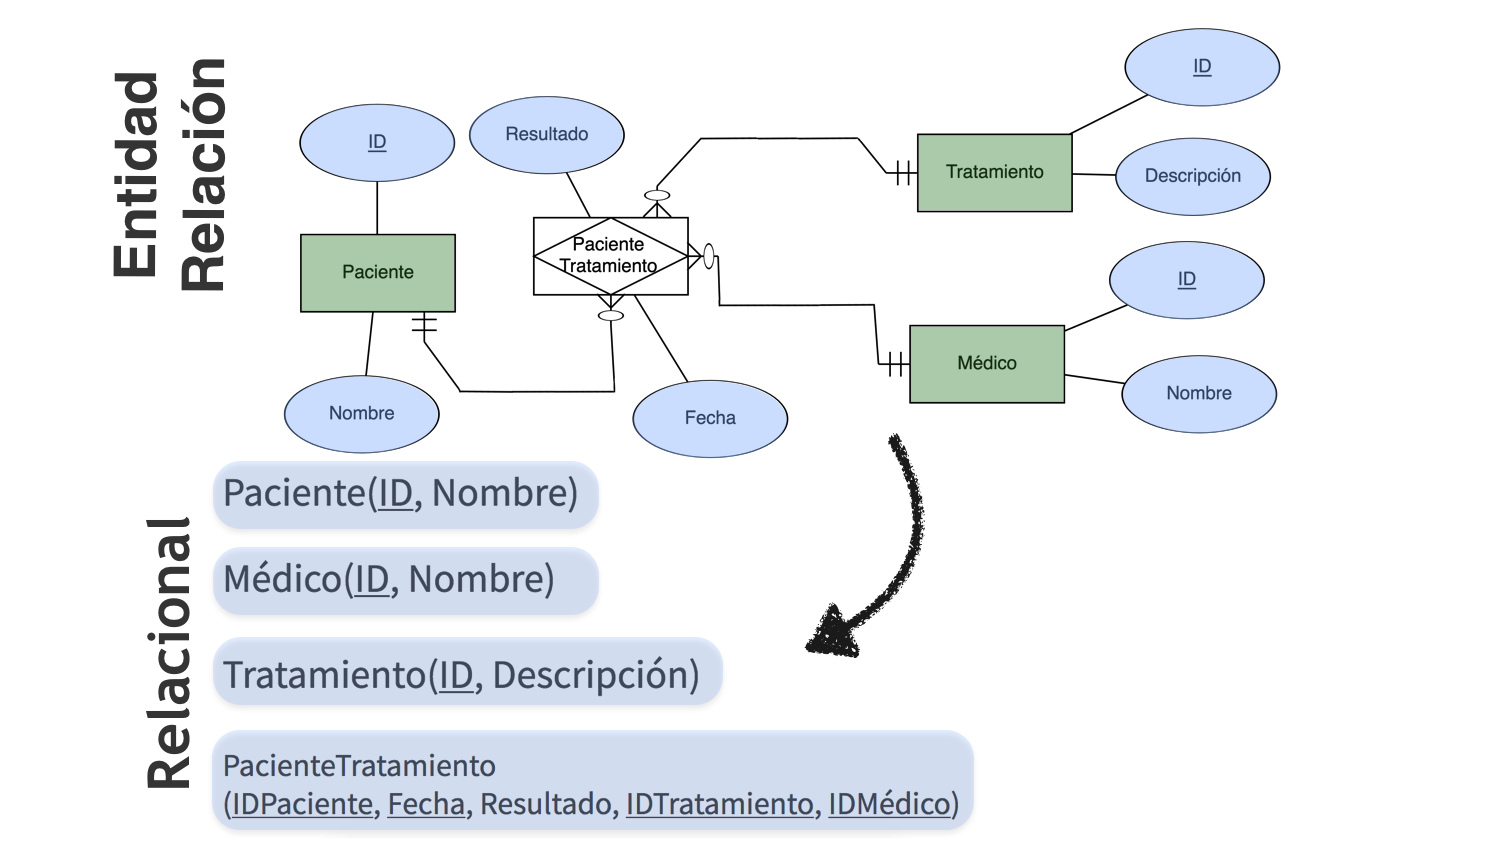 Entidad
Relación
ID
Resultado
ID
Tratamiento
Descripción
Paciente
Paciente
Tratamiento
ID
Médico
Nombre
Nombre
Fecha
Relacional
Paciente(ID, Nombre)
Médico(ID, Nombre)
Tratamiento(ID, Descripción)
PacienteTratamiento
(IDPaciente, Fecha, Resultado, IDTratamiento, IDMédico)